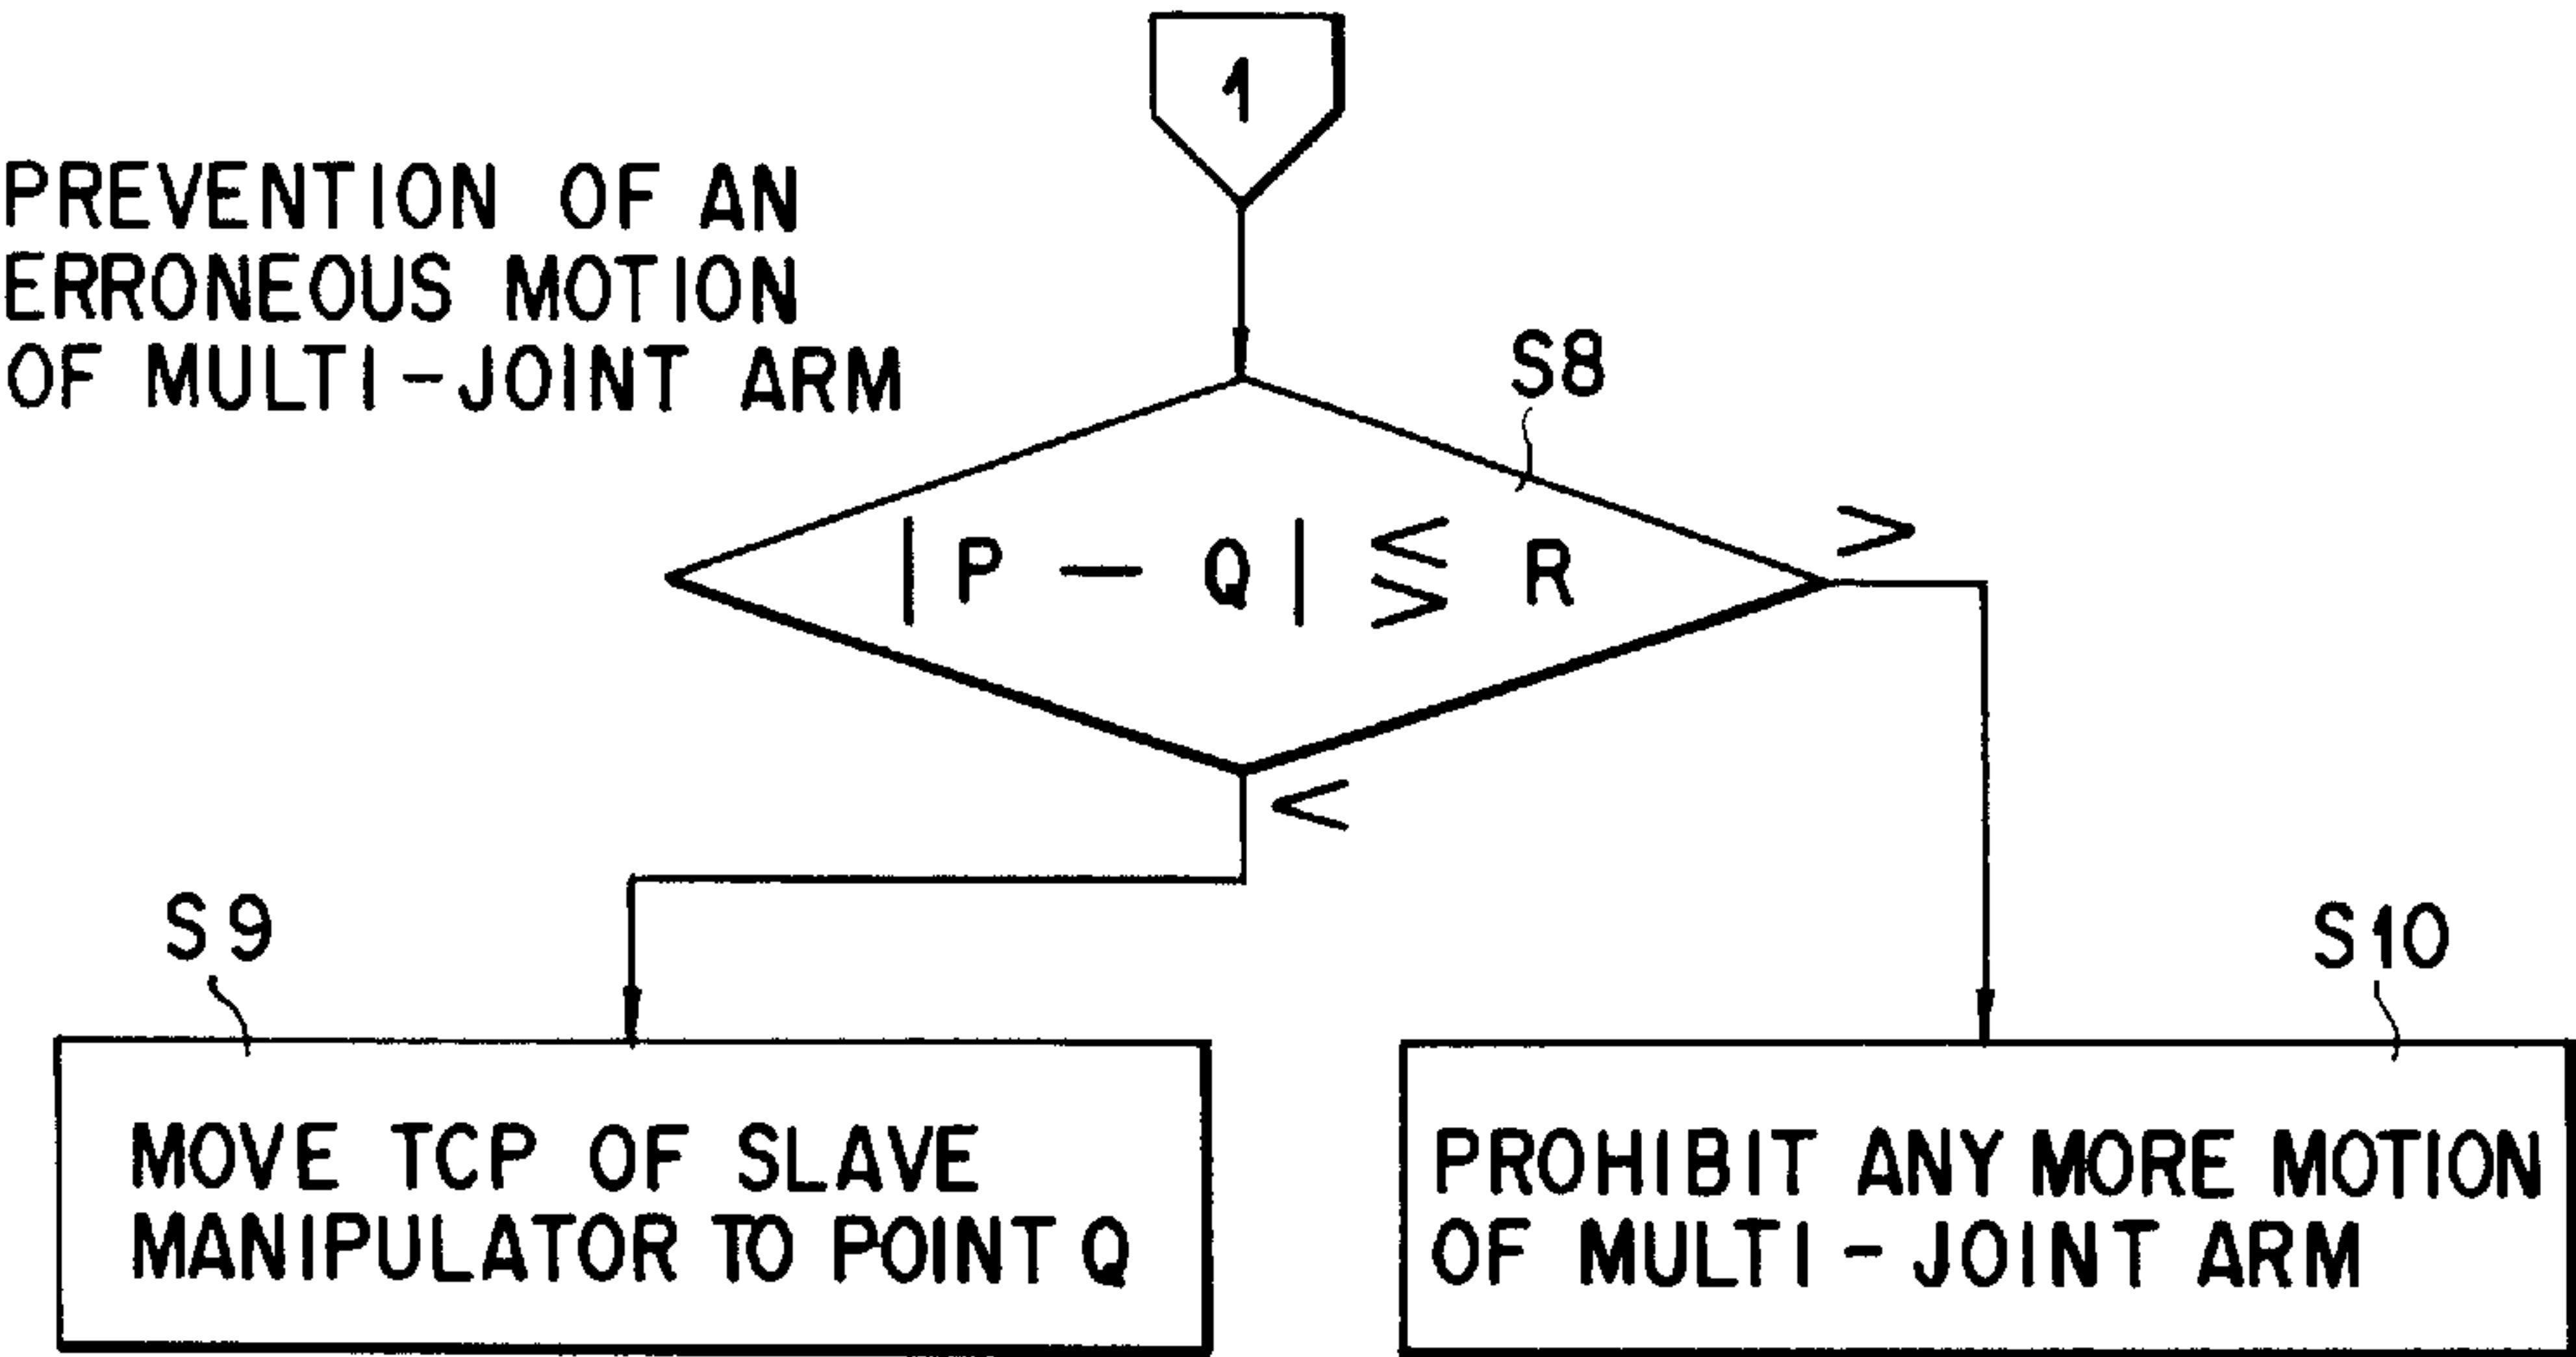 1
PREVENTION OF AN
ERRONEOUS MOTION
OF MULTI-JOINT ARM
S8
| P — Q | ≶ R
>
<
S9
S10
MOVE TCP OF SLAVE
MANIPULATOR TO POINT Q
PROHIBIT ANY MORE MOTION
OF MULTI-JOINT ARM